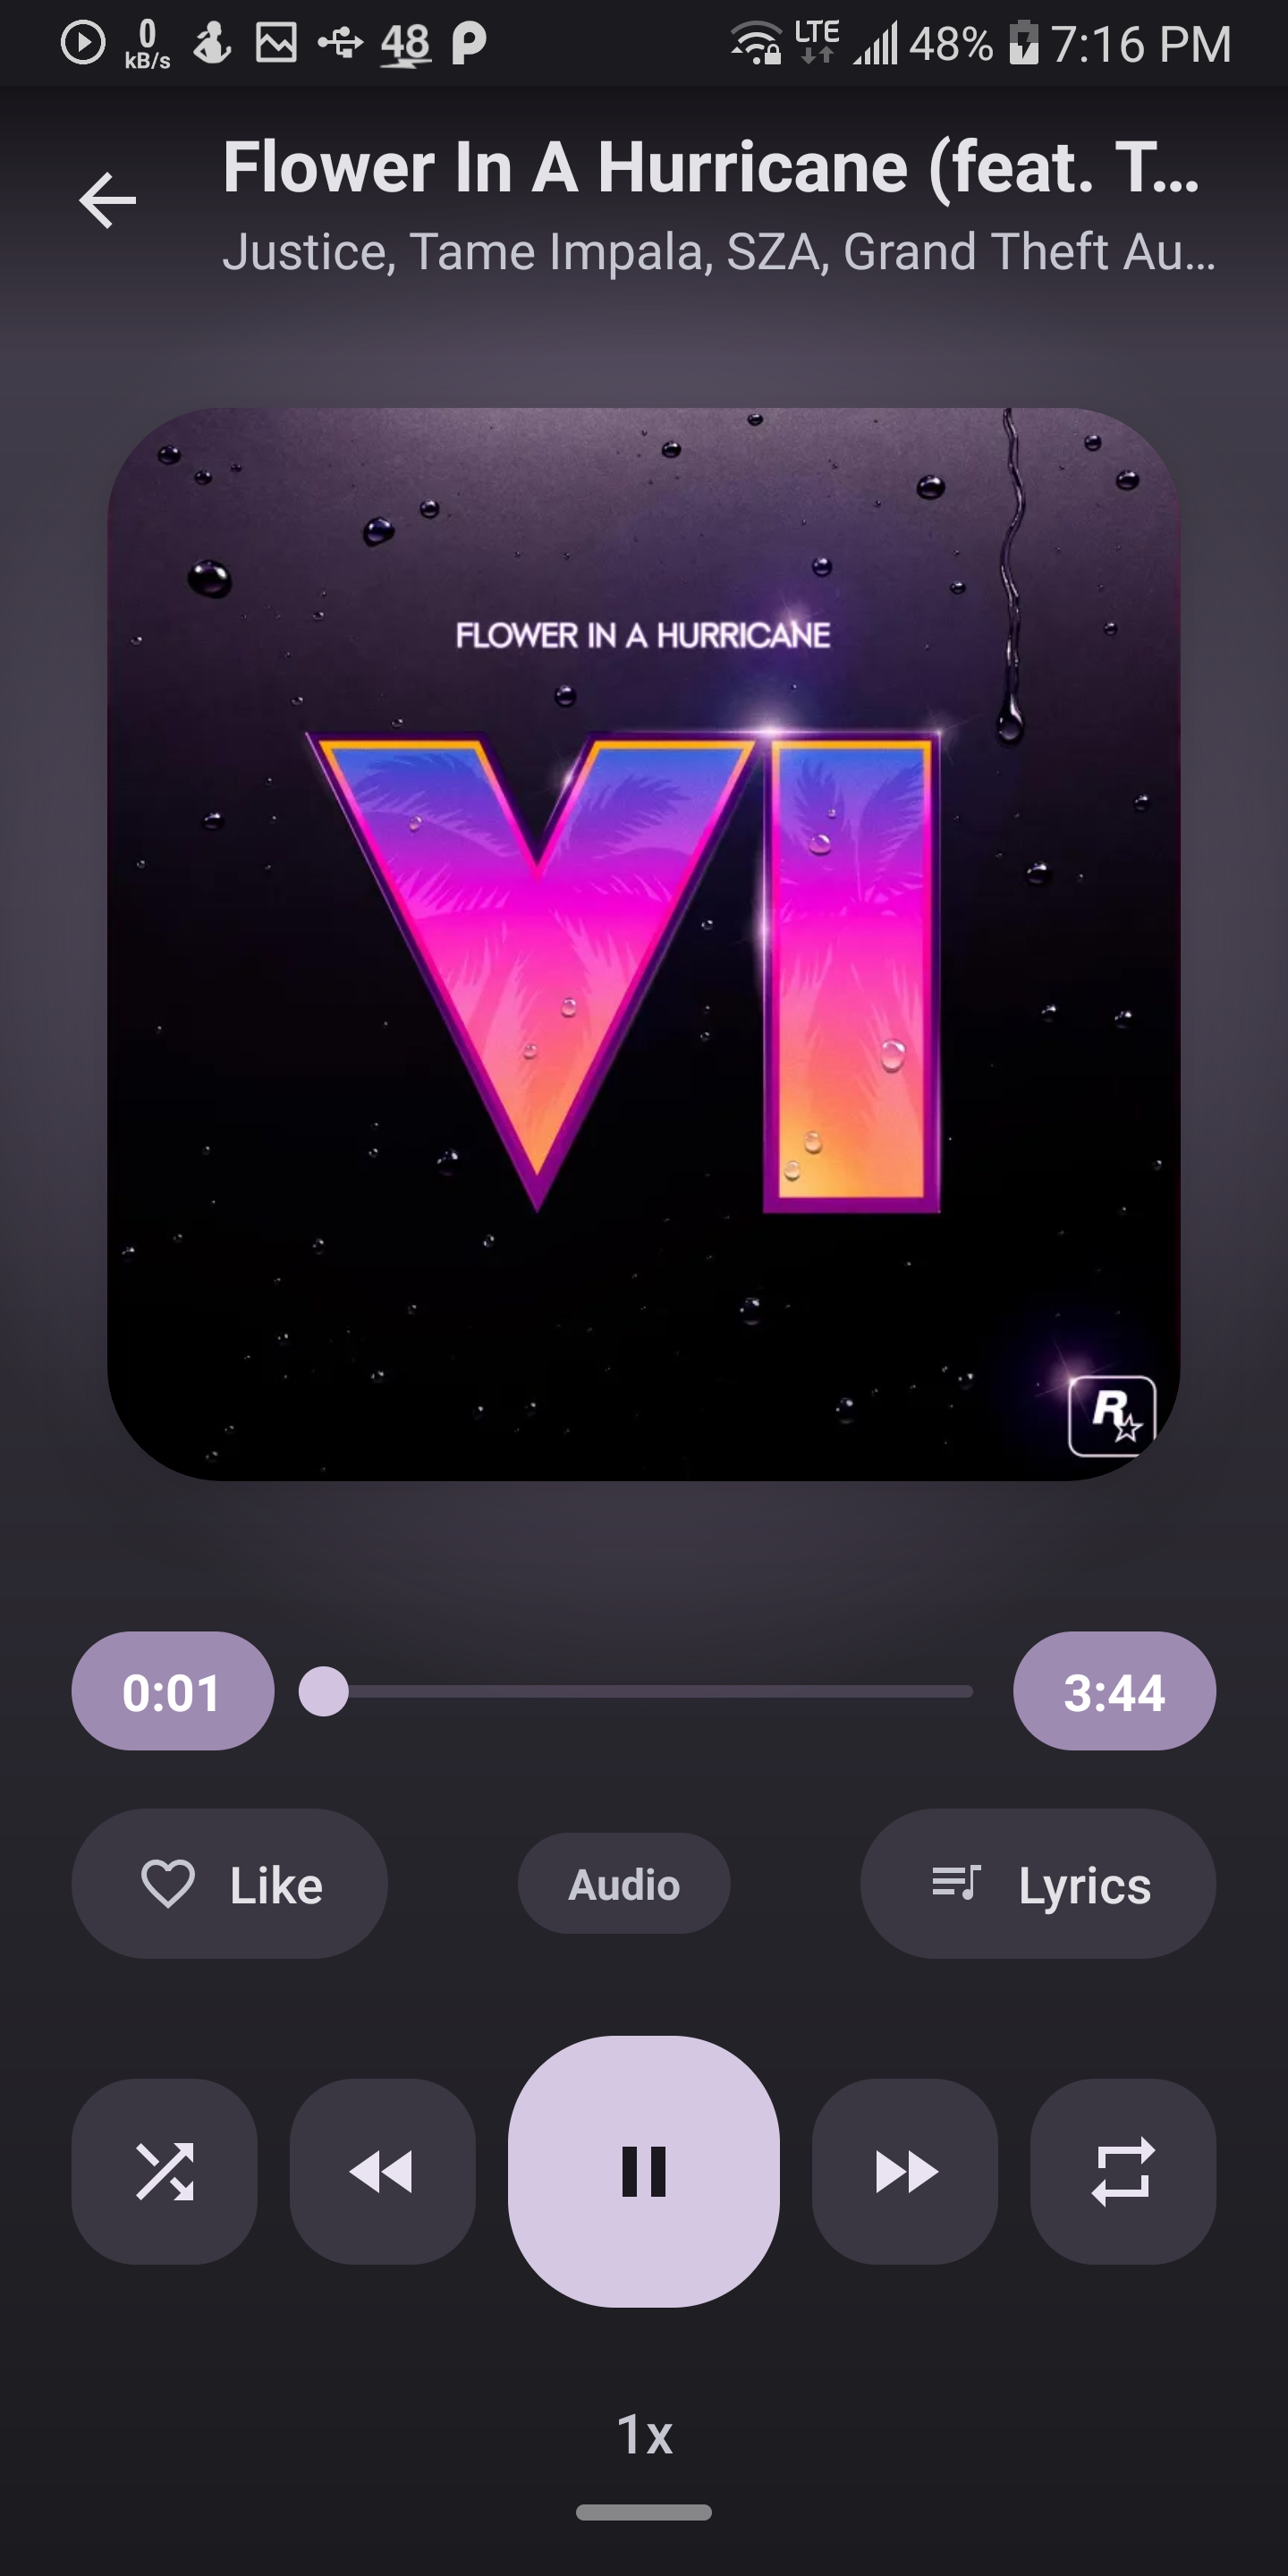 0
kB/s
48
LTE
48%
7:16 PM
Flower In A Hurricane (feat. T...
Justice, Tame Impala, SZA, Grand Theft Au...
FLOWER IN A HURRICANE
VI
R
0:01
3:44
Like
Audio
Lyrics
1x